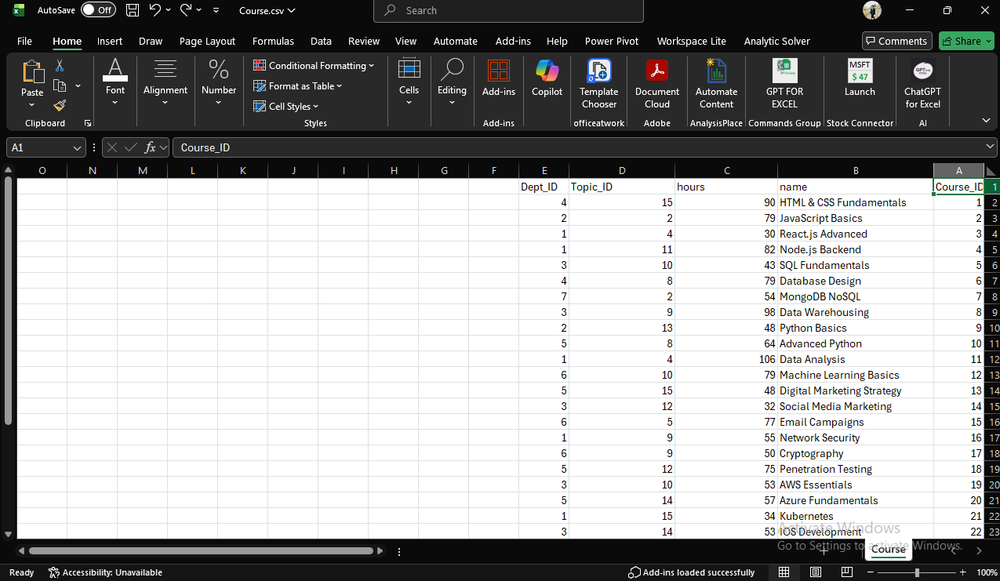 AutoSave Off Course.csv Search
File Home Insert Draw Page Layout Formulas Data Review View Automate Add-ins Help Power Pivot Workspace Lite Analytic Solver Comments Share
Paste Font Alignment Number Conditional Formatting Format as Table Cell Styles Cells Editing Add-ins Copilot Template Chooser Document Cloud Automate Content GPT FOR EXCEL MSFT $ 47 Launch ChatGPT for Excel
Clipboard Styles Add-ins officeatwork Adobe AnalysisPlace Commands Group Stock Connector AI
A1 fx Course_ID
O N M L K J I H G F E D C B A
Dept_ID Topic_ID hours name Course_ID 1
4 15 90 HTML & CSS Fundamentals 1 2
2 2 79 JavaScript Basics 2 3
1 4 30 React.js Advanced 3 4
1 11 82 Node.js Backend 4 5
3 10 43 SQL Fundamentals 5 6
4 8 79 Database Design 6 7
7 2 54 MongoDB NoSQL 7 8
3 9 98 Data Warehousing 8 9
2 13 48 Python Basics 9 10
5 8 64 Advanced Python 10 11
1 4 106 Data Analysis 11 12
6 10 79 Machine Learning Basics 12 13
5 15 48 Digital Marketing Strategy 13 14
3 12 32 Social Media Marketing 14 15
6 5 77 Email Campaigns 15 16
1 9 55 Network Security 16 17
6 9 50 Cryptography 17 18
5 12 75 Penetration Testing 18 19
3 10 53 AWS Essentials 19 20
5 14 57 Azure Fundamentals 20 21
1 15 34 Kubernetes 21 22
3 14 53 iOS Development 22 23
Activate Windows
Go to Settings to activate Windows.
Course
Ready Accessibility: Unavailable Add-ins loaded successfully 100%